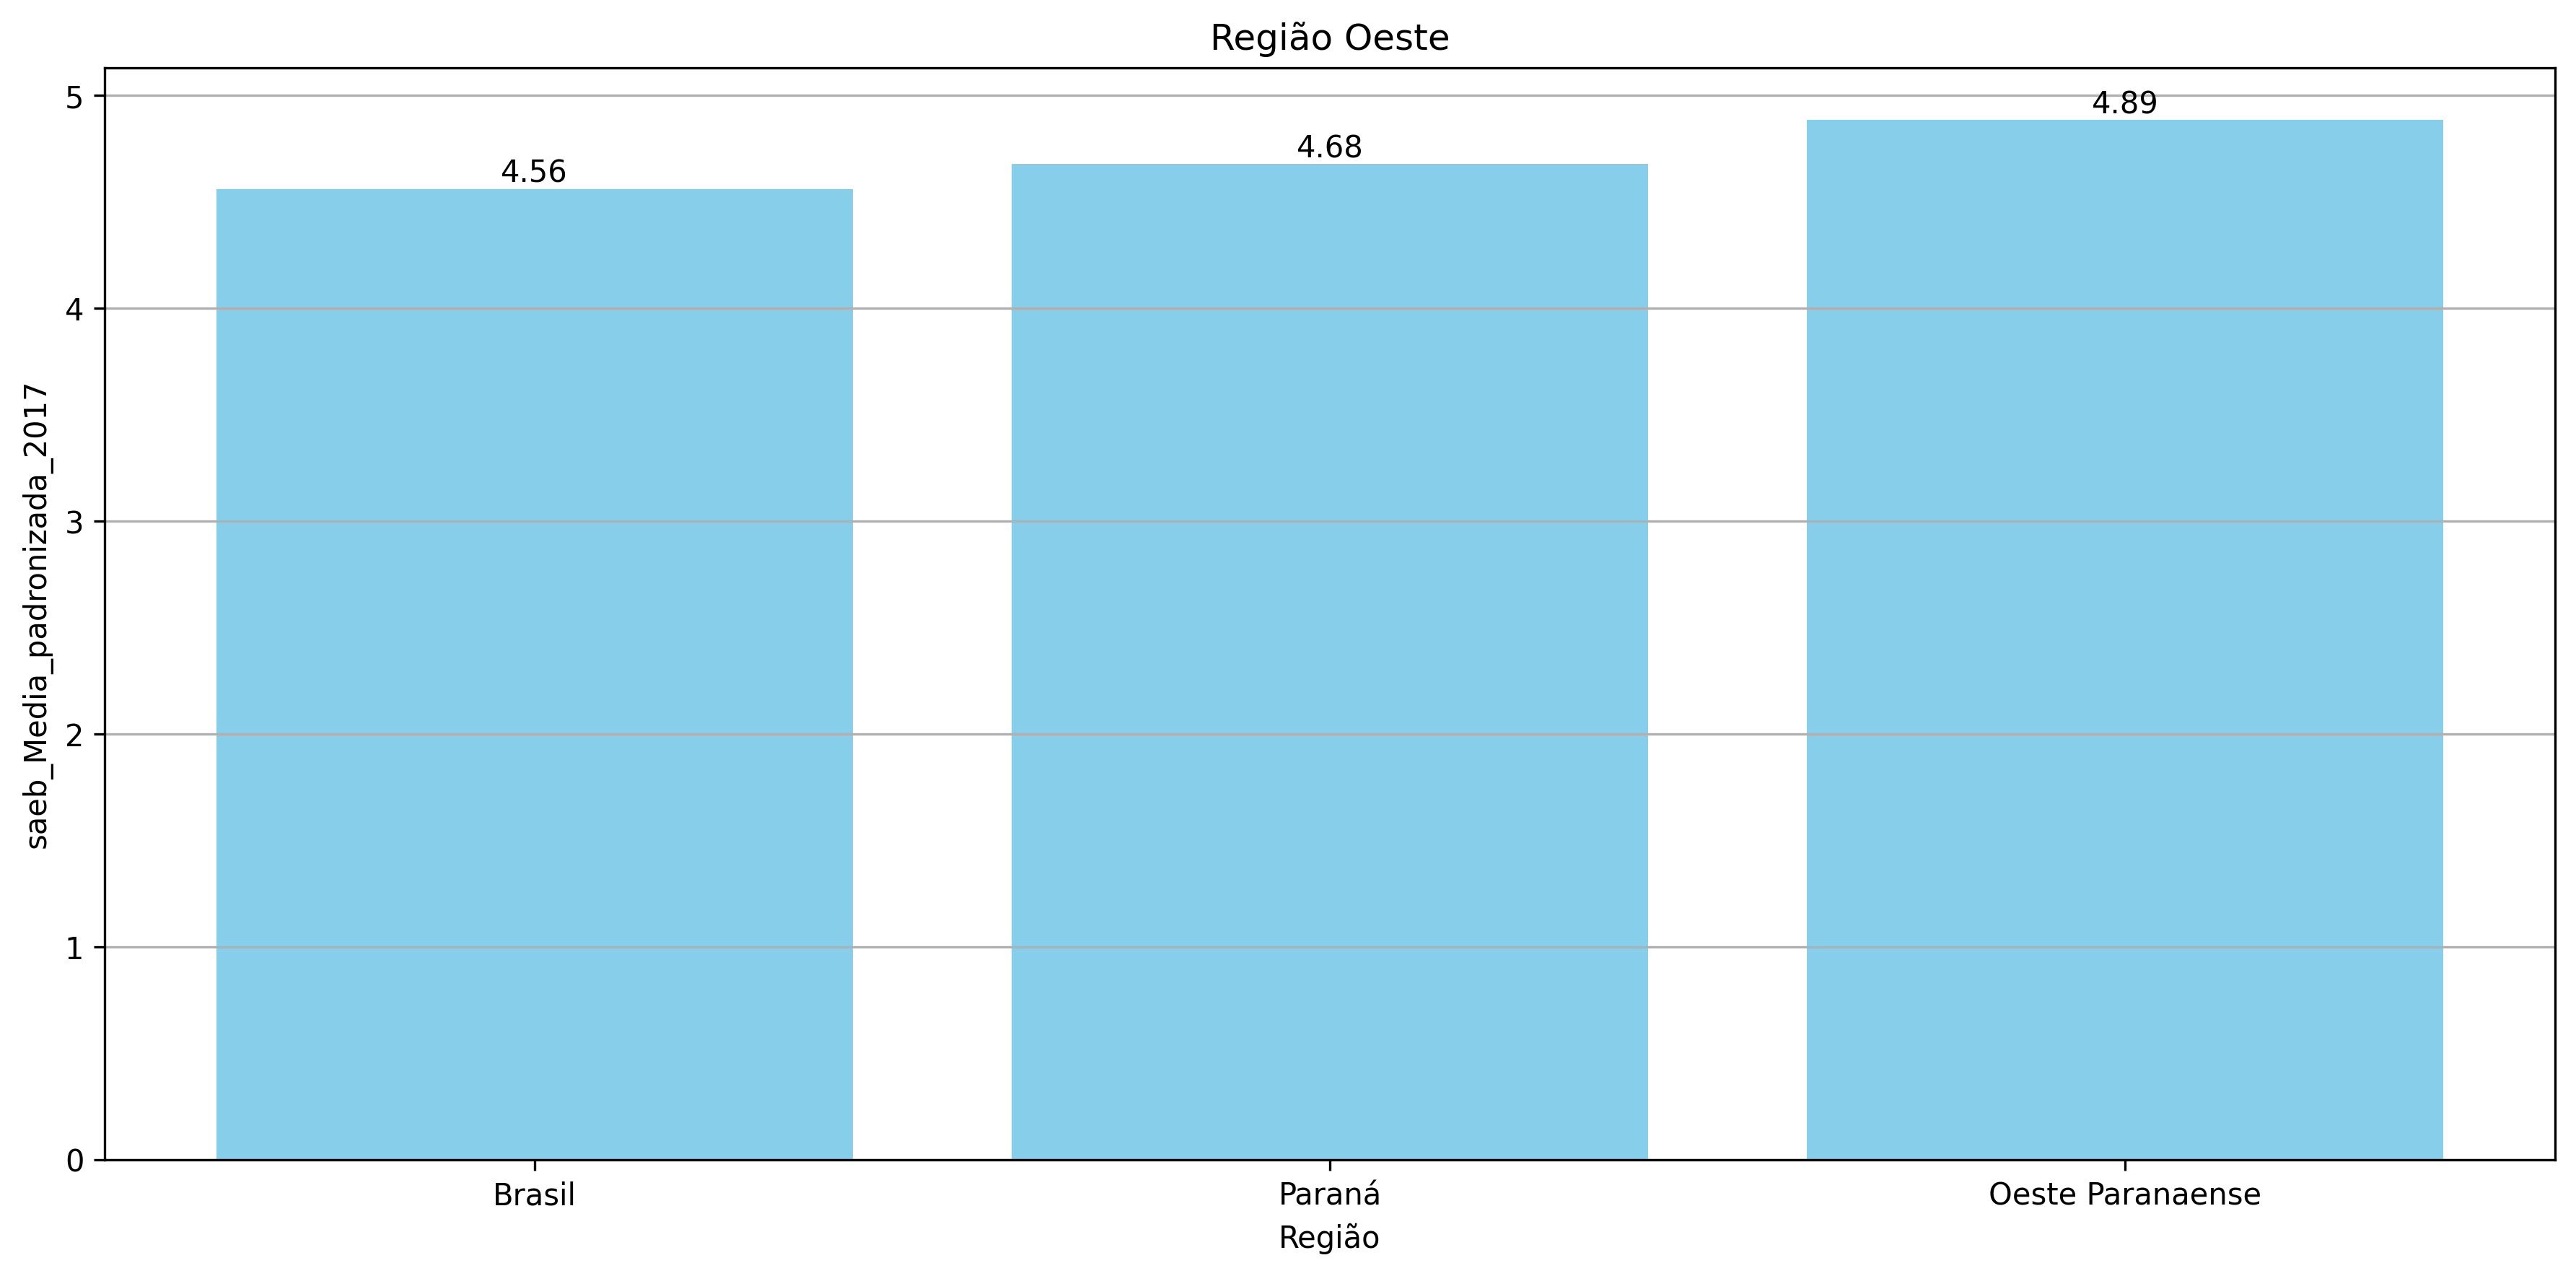 Região Oeste
saeb_Media_padronizada_2017
5
4
3
2
1
0
4.56
4.68
4.89
Brasil
Paraná
Oeste Paranaense
Região